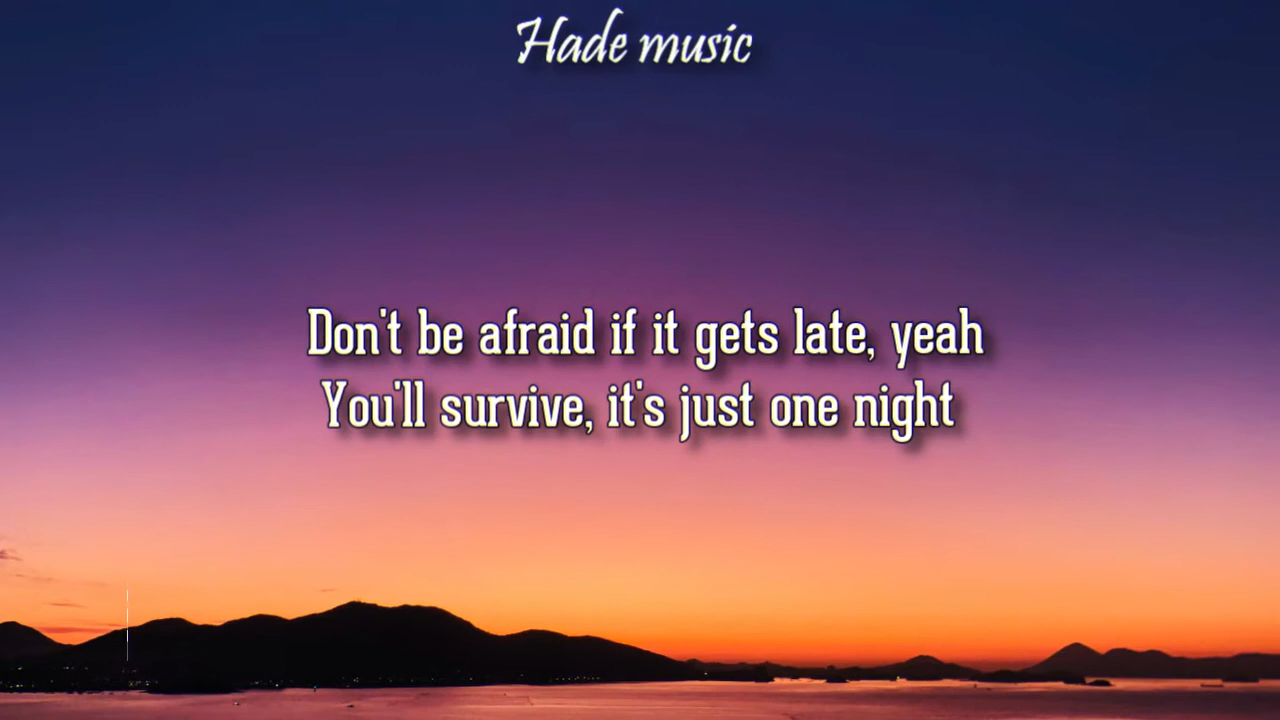 Hade music
Don't be afraid if it gets late, yeah
You'll survive, it's just one night